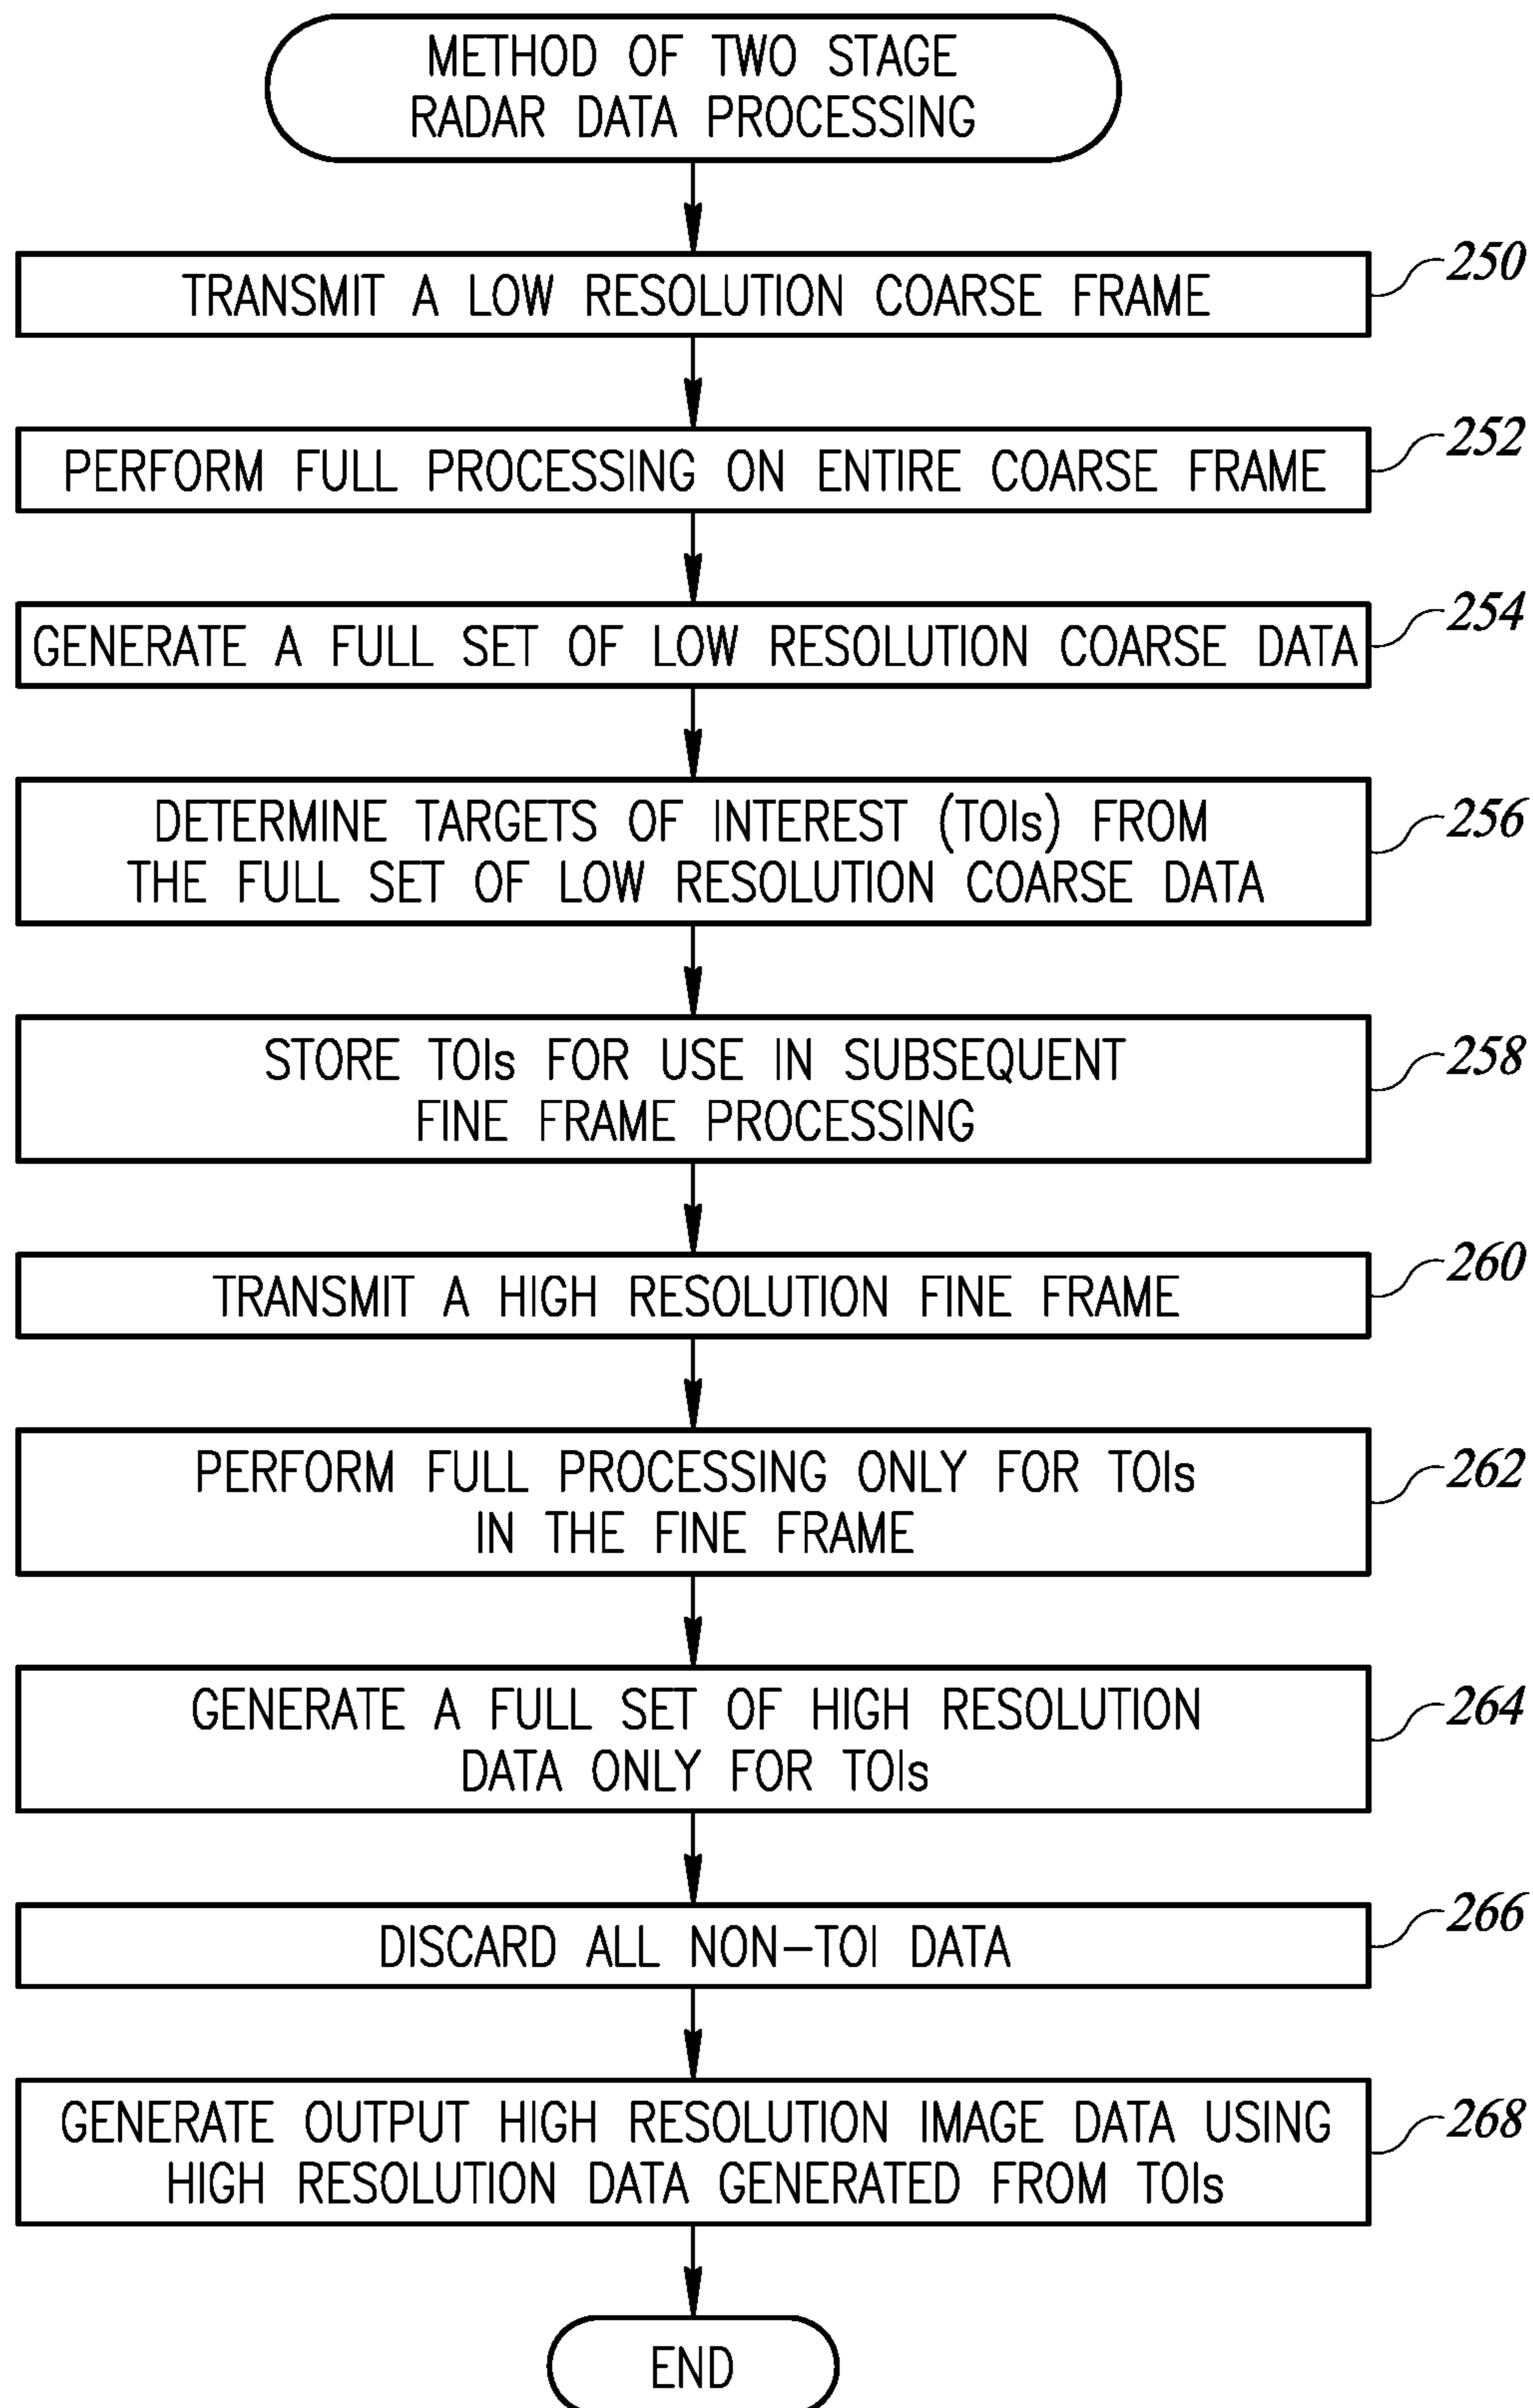 METHOD OF TWO STAGE
RADAR DATA PROCESSING
TRANSMIT A LOW RESOLUTION COARSE FRAME
250
PERFORM FULL PROCESSING ON ENTIRE COARSE FRAME
252
GENERATE A FULL SET OF LOW RESOLUTION COARSE DATA
254
DETERMINE TARGETS OF INTEREST (TOIs) FROM
THE FULL SET OF LOW RESOLUTION COARSE DATA
256
STORE TOIs FOR USE IN SUBSEQUENT
FINE FRAME PROCESSING
258
TRANSMIT A HIGH RESOLUTION FINE FRAME
260
PERFORM FULL PROCESSING ONLY FOR TOIs
IN THE FINE FRAME
262
GENERATE A FULL SET OF HIGH RESOLUTION
DATA ONLY FOR TOIs
264
DISCARD ALL NON-TOI DATA
266
GENERATE OUTPUT HIGH RESOLUTION IMAGE DATA USING
HIGH RESOLUTION DATA GENERATED FROM TOIs
268
END